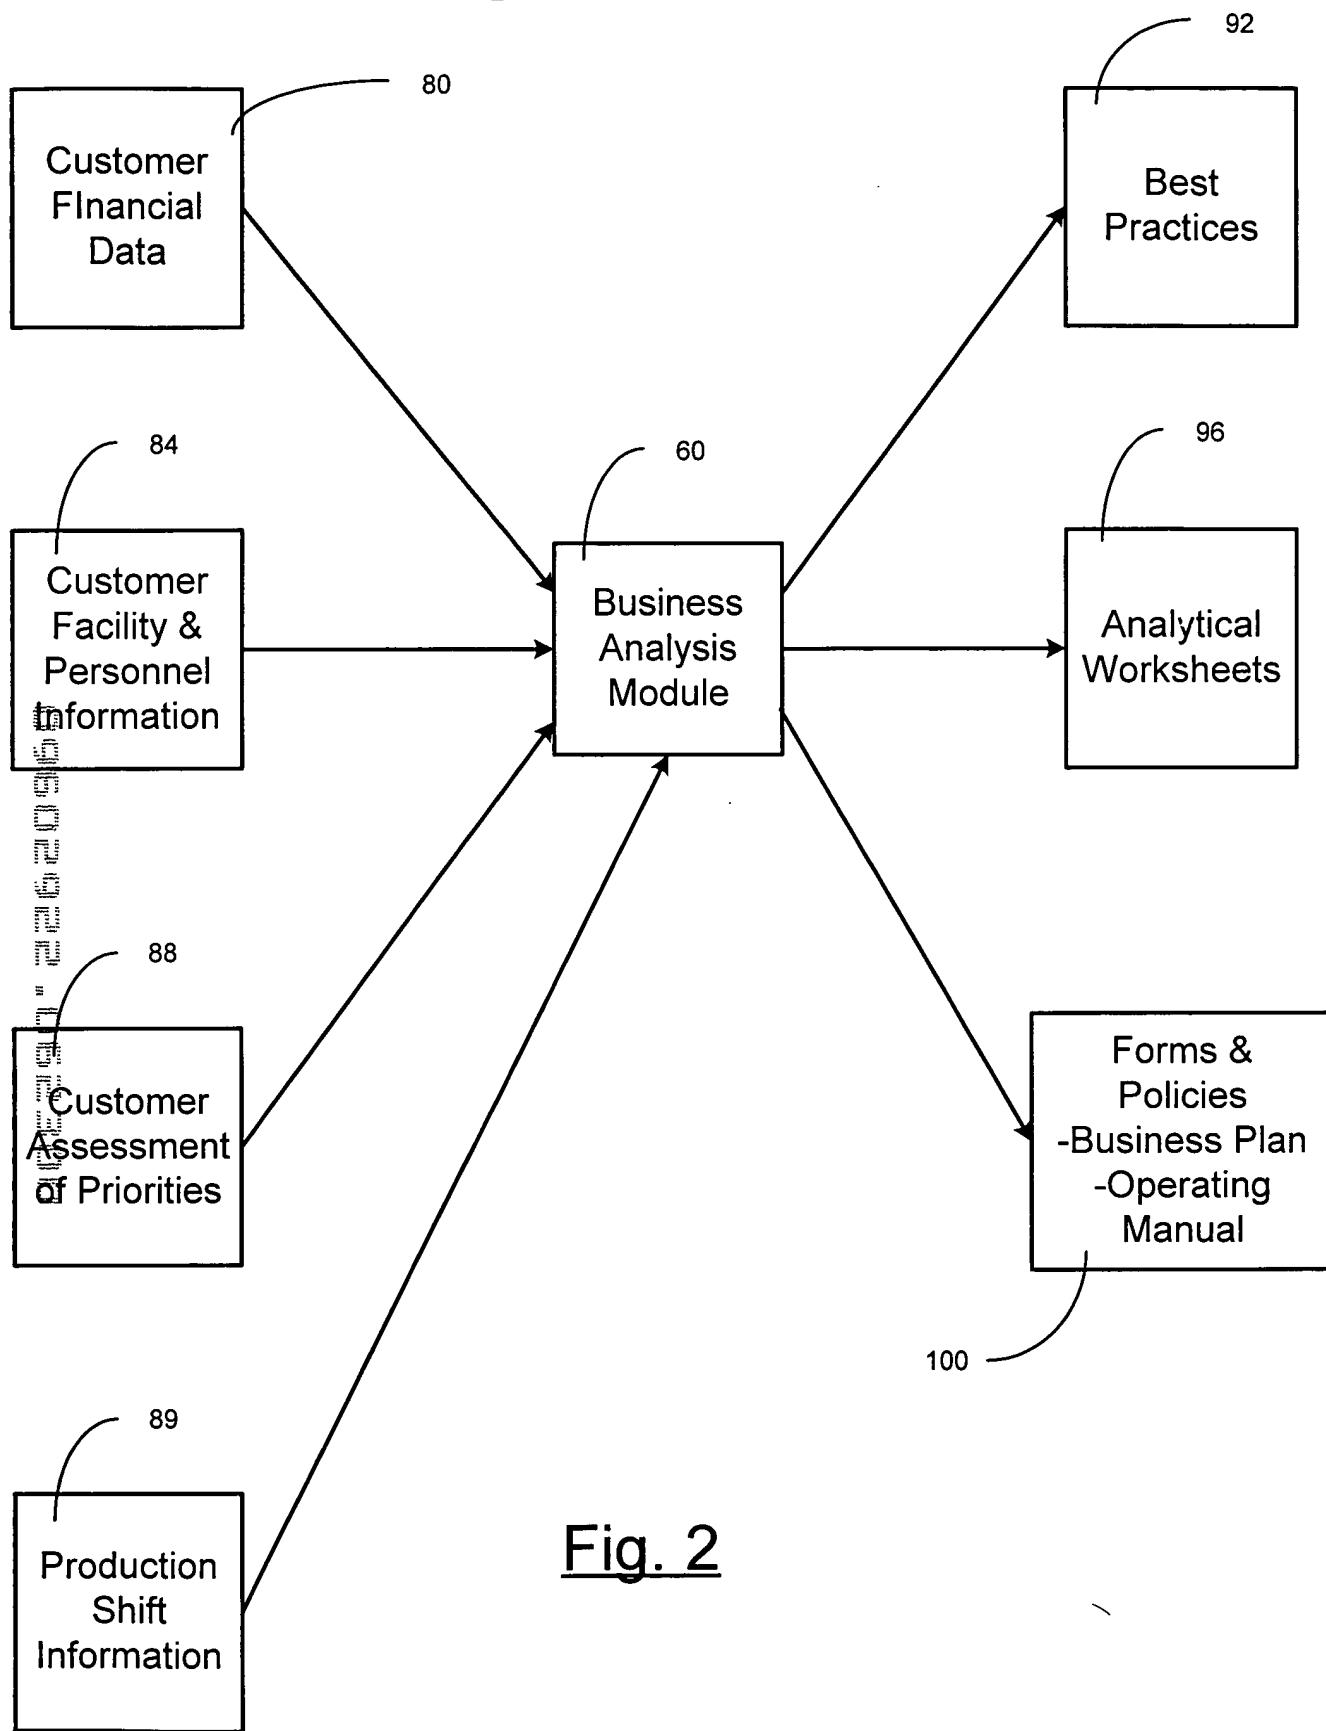 92
80
Customer
FInancial
Data
Best
Practices
84
60
96
Customer
Facility &
Personnel
Information
Business
Analysis
Module
Analytical
Worksheets
88
Customer
Assessment
of Priorities
Forms &
Policies
-Business Plan
-Operating
Manual
100
89
Production
Shift
Information
Fig. 2